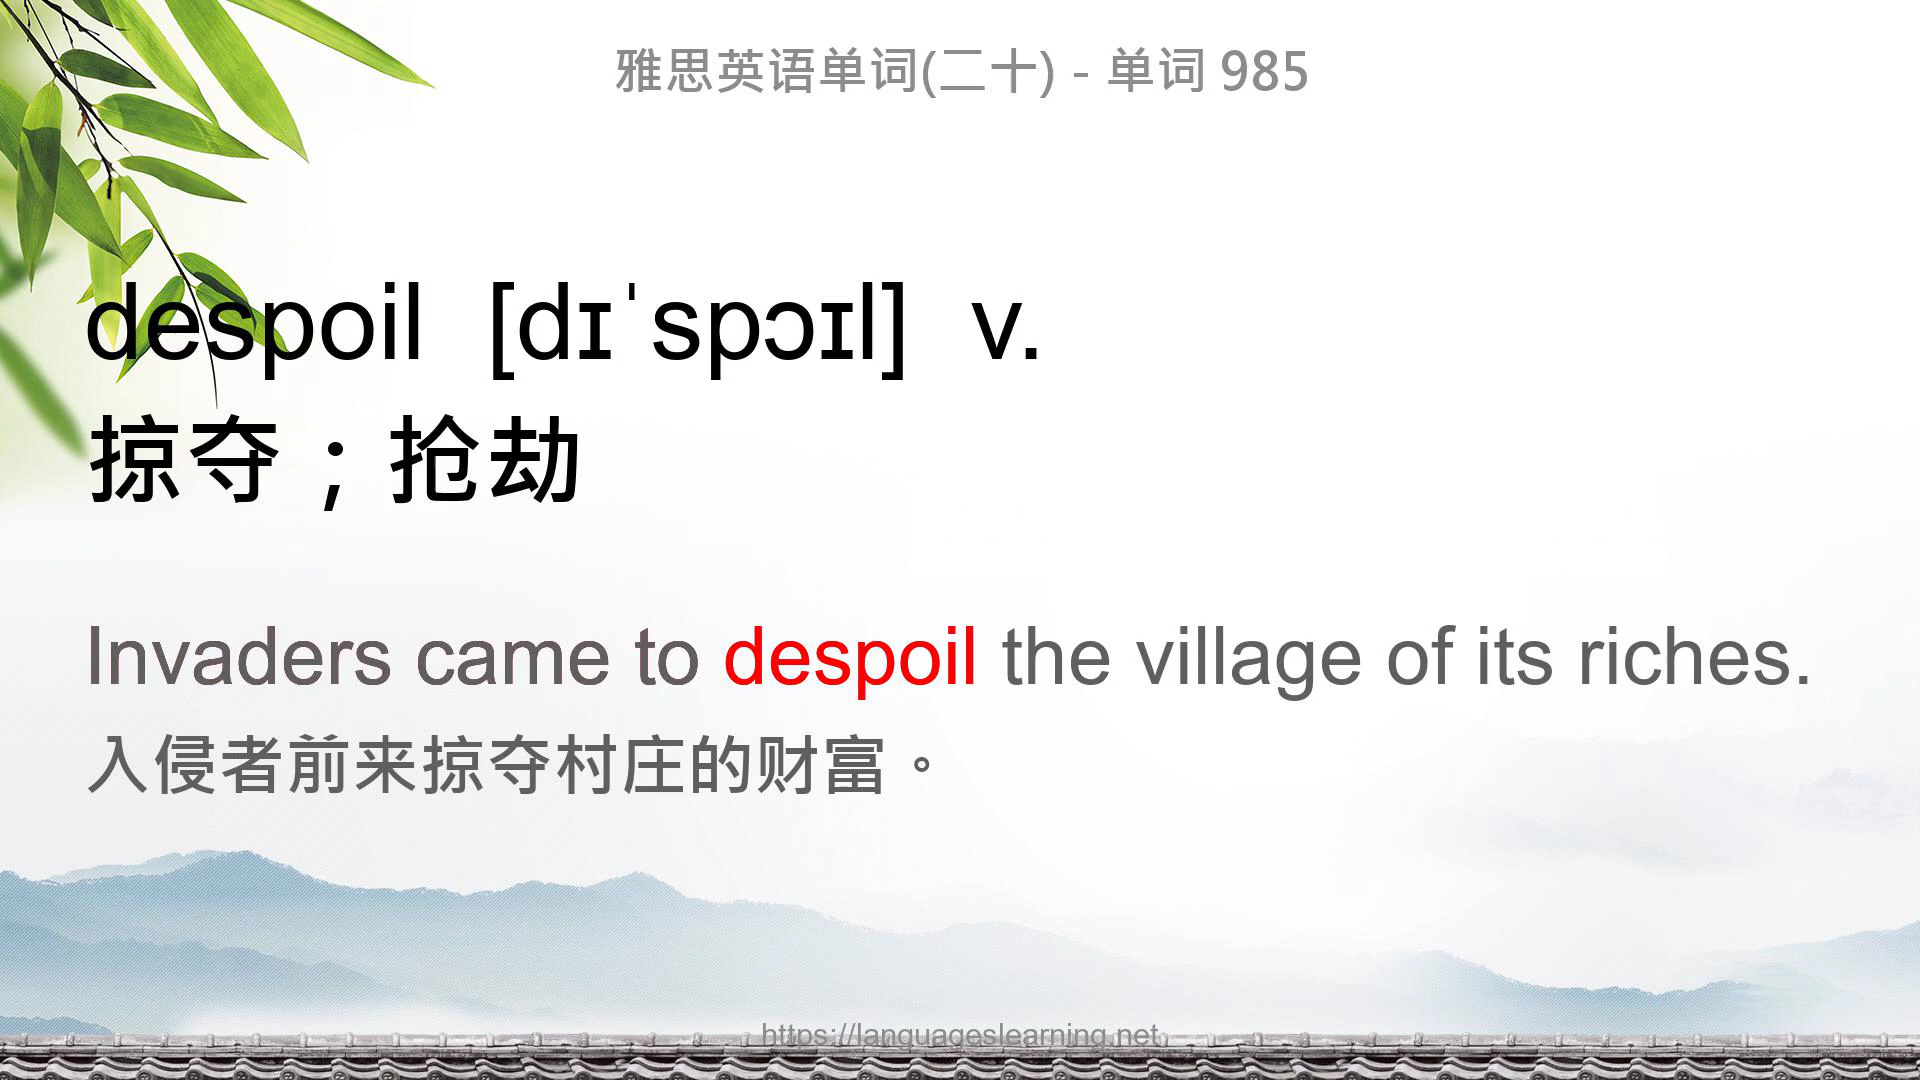 雅思英语单词(二十) - 单词 985
despoil [dɪˈspɔɪl] v.
掠夺；抢劫
Invaders came to despoil the village of its riches.
入侵者前来掠夺村庄的财富。
https://languageslearning.net